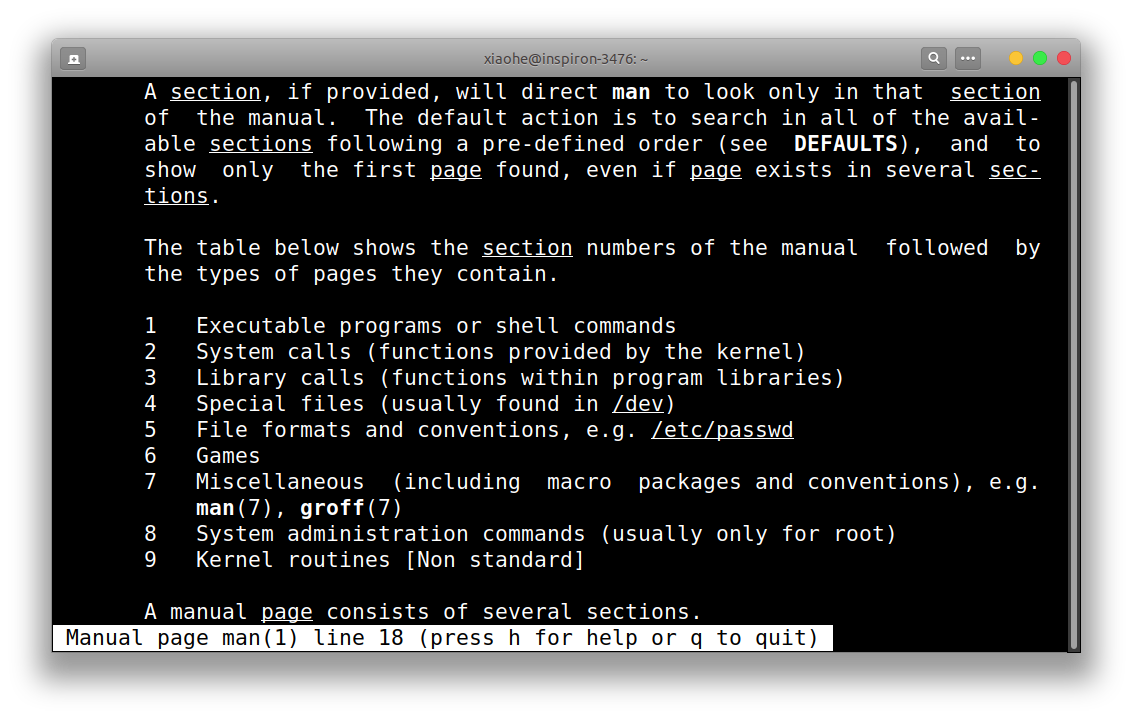 xiaohe@inspiron-3476: ~
A section, if provided, will direct man to look only in that  section
of  the manual.  The default action is to search in all of the avail-
able sections following a pre-defined order (see  DEFAULTS),  and  to
show  only  the first page found, even if page exists in several sec-
tions.
The table below shows the section numbers of the manual  followed  by
the types of pages they contain.
1   Executable programs or shell commands
2   System calls (functions provided by the kernel)
3   Library calls (functions within program libraries)
4   Special files (usually found in /dev)
5   File formats and conventions, e.g. /etc/passwd
6   Games
7   Miscellaneous  (including  macro  packages and conventions), e.g.
man(7), groff(7)
8   System administration commands (usually only for root)
9   Kernel routines [Non standard]
A manual page consists of several sections.
Manual page man(1) line 18 (press h for help or q to quit)